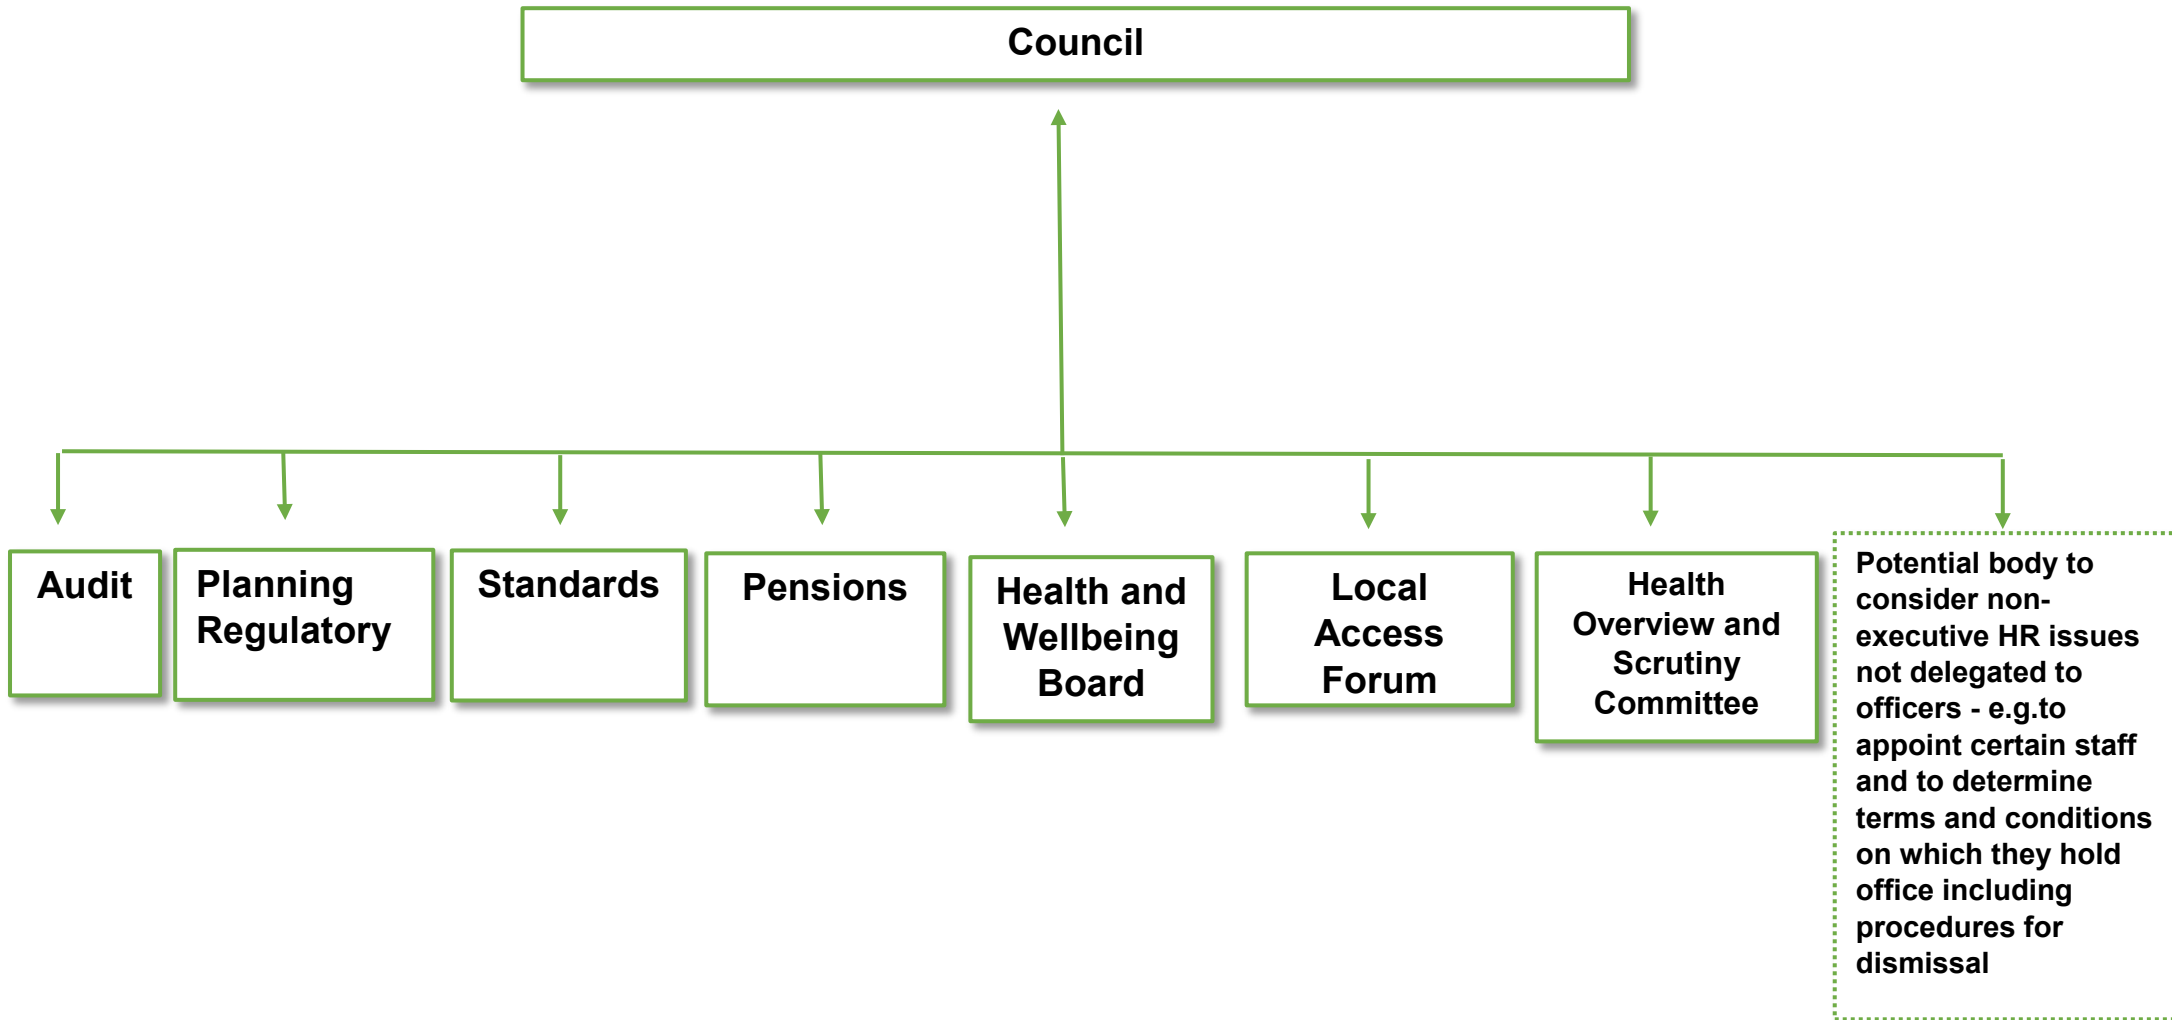 Council
Audit
Planning
Regulatory
Standards
Pensions
Health and
Wellbeing
Board
Local
Access
Forum
Health
Overview and
Scrutiny
Committee
Potential body to
consider non-
executive HR issues
not delegated to
officers - e.g.to
appoint certain staff
and to determine
terms and conditions
on which they hold
office including
procedures for
dismissal